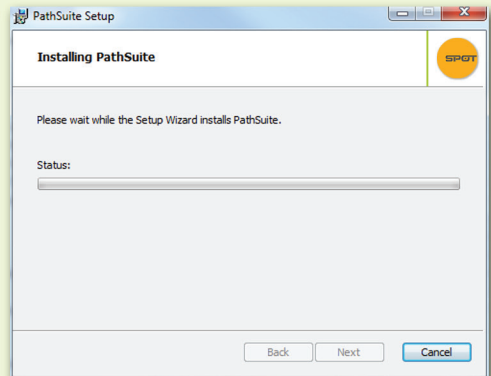 PathSuite Setup
Installing PathSuite
SPOT
Please wait while the Setup Wizard installs PathSuite.
Status:
Back Next Cancel